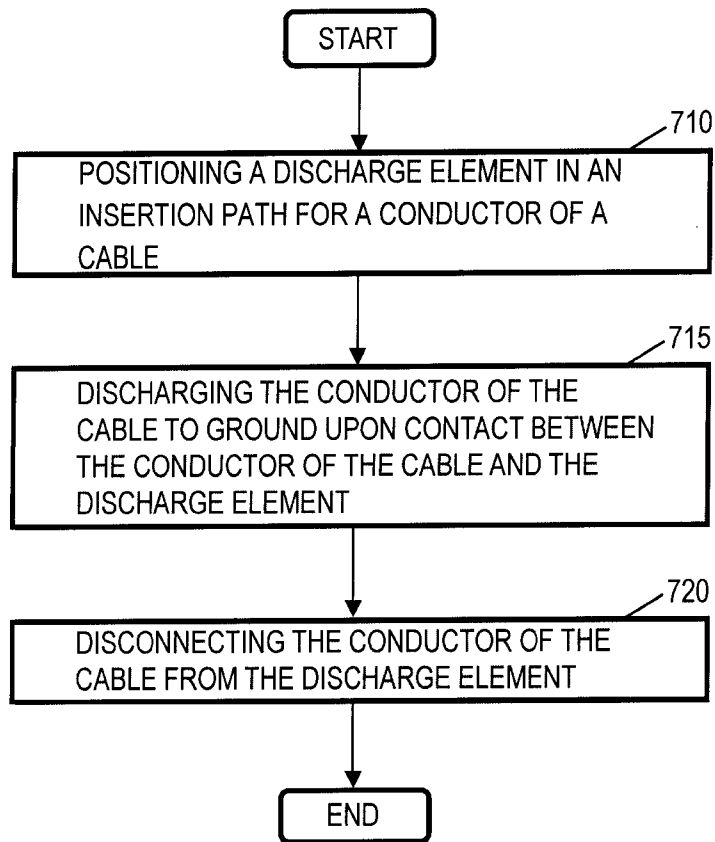 START
710
POSITIONING A DISCHARGE ELEMENT IN AN
INSERTION PATH FOR A CONDUCTOR OF A
CABLE
715
DISCHARGING THE CONDUCTOR OF THE
CABLE TO GROUND UPON CONTACT BETWEEN
THE CONDUCTOR OF THE CABLE AND THE
DISCHARGE ELEMENT
720
DISCONNECTING THE CONDUCTOR OF THE
CABLE FROM THE DISCHARGE ELEMENT
END